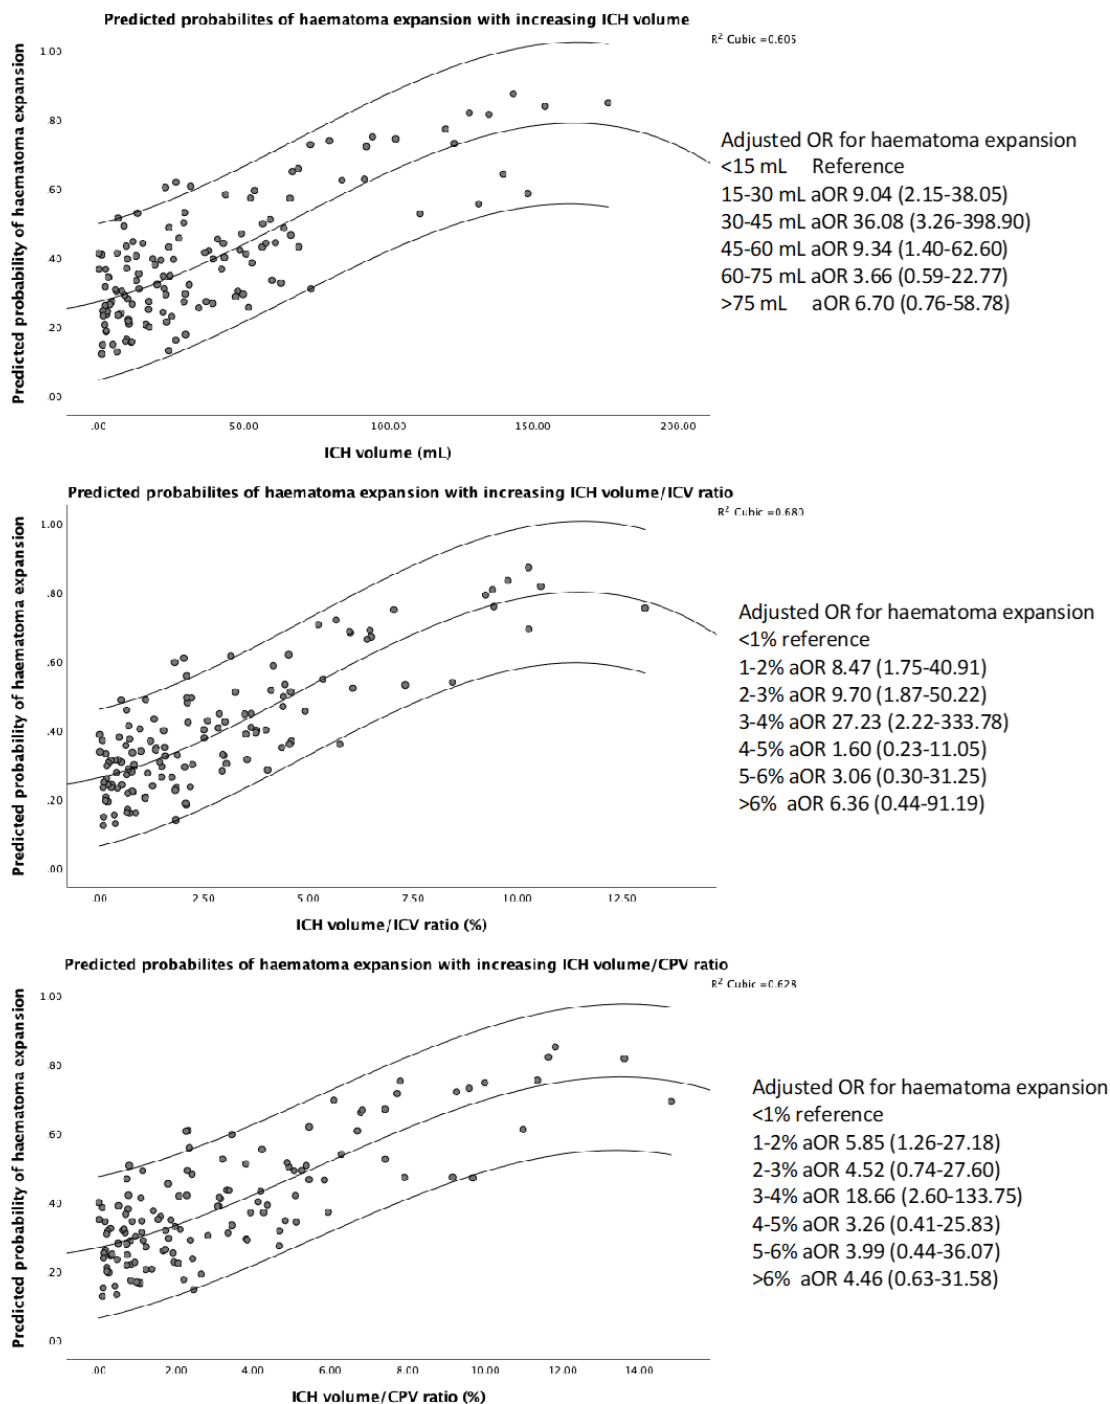 Predicted probabilites of haematoma expansion with increasing ICH volume
R² Cubic =0.605
Predicted probability of haematoma expansion
1.00
.80
.60
.40
.20
.00
.00 50.00 100.00 150.00 200.00
ICH volume (mL)
Adjusted OR for haematoma expansion
<15 mL Reference
15-30 mL aOR 9.04 (2.15-38.05)
30-45 mL aOR 36.08 (3.26-398.90)
45-60 mL aOR 9.34 (1.40-62.60)
60-75 mL aOR 3.66 (0.59-22.77)
>75 mL aOR 6.70 (0.76-58.78)
Predicted probabilites of haematoma expansion with increasing ICH volume/ICV ratio
R² Cubic =0.680
Predicted probability of haematoma expansion
1.00
.80
.60
.40
.20
.00
.00 2.50 5.00 7.50 10.00 12.50
ICH volume/ICV ratio (%)
Adjusted OR for haematoma expansion
<1% reference
1-2% aOR 8.47 (1.75-40.91)
2-3% aOR 9.70 (1.87-50.22)
3-4% aOR 27.23 (2.22-333.78)
4-5% aOR 1.60 (0.23-11.05)
5-6% aOR 3.06 (0.30-31.25)
>6% aOR 6.36 (0.44-91.19)
Predicted probabilites of haematoma expansion with increasing ICH volume/CPV ratio
R² Cubic =0.628
Predicted probability of haematoma expansion
1.00
.80
.60
.40
.20
.00
.00 2.00 4.00 6.00 8.00 10.00 12.00 14.00
ICH volume/CPV ratio (%)
Adjusted OR for haematoma expansion
<1% reference
1-2% aOR 5.85 (1.26-27.18)
2-3% aOR 4.52 (0.74-27.60)
3-4% aOR 18.66 (2.60-133.75)
4-5% aOR 3.26 (0.41-25.83)
5-6% aOR 3.99 (0.44-36.07)
>6% aOR 4.46 (0.63-31.58)